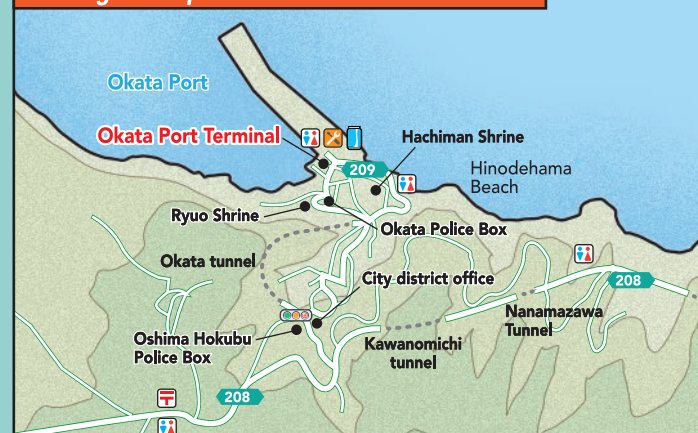 Okata Port
Okata Port Terminal
Hachiman Shrine
209
Hinodehama
Beach
Ryuo Shrine
Okata Police Box
Okata tunnel
City district office
208
Nanamazawa
Tunnel
Oshima Hokubu
Police Box
Kawanomichi
tunnel
208